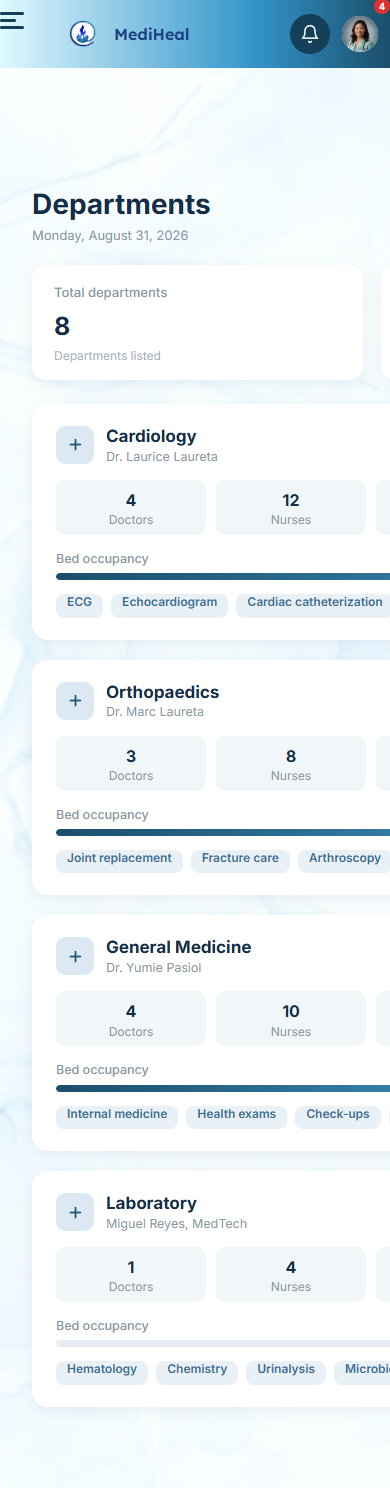 4
MediHeal
Departments
Monday, August 31, 2026
Total departments
8
Departments listed
Cardiology
Dr. Laurice Laureta
4 12
Doctors Nurses
Bed occupancy
ECG Echocardiogram Cardiac catheterization
Orthopaedics
Dr. Marc Laureta
3 8
Doctors Nurses
Bed occupancy
Joint replacement Fracture care Arthroscopy
General Medicine
Dr. Yumie Pasiol
4 10
Doctors Nurses
Bed occupancy
Internal medicine Health exams Check-ups
Laboratory
Miguel Reyes, MedTech
1 4
Doctors Nurses
Bed occupancy
Hematology Chemistry Urinalysis